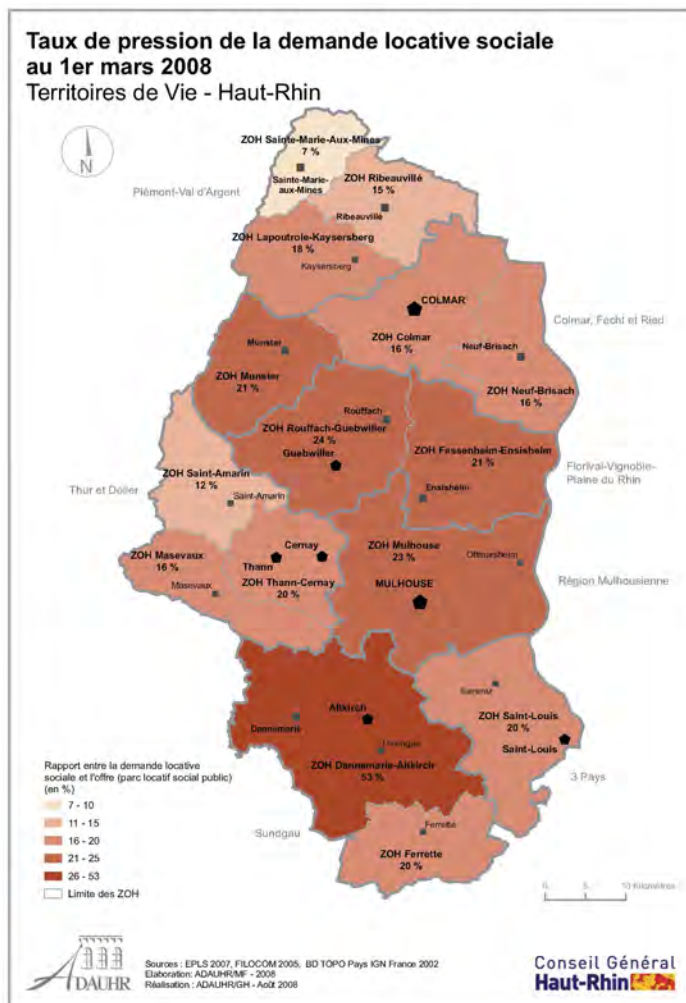 Taux de pression de la demande locative sociale
au 1er mars 2008
Territoires de Vie - Haut-Rhin
N
ZOH Sainte-Marie-Aux-Mines
7 %
Sainte-Marie-
aux-Mines
Piémont-Val d'Argent
ZOH Ribeauvillé
15 %
Ribeauville
ZOH Lapoutroie-Kaysersberg
18 %
Kaysersberg
COLMAR
Colmar, Fecht et Ried
ZOH Colmar
16 %
Neuf-Brisach
ZOH Neuf-Brisach
16 %
Munster
ZOH Munster
21 %
Rouffach
ZOH Rouffach-Guebwiller
24 %
Guebwiller
ZOH Fessenheim-Ensisheim
21 %
Ensisheim
Florival-Vignoble-
Plaine du Rhin
ZOH Saint-Amarin
12 %
Saint-Amarin
Thur et Doller
ZOH Masevaux
16 %
Masevaux
Cernay
Thann
ZOH Thann-Cernay
20 %
ZOH Mulhouse
23 %
Ottmarsheim
MULHOUSE
Région Mulhousienne
Altkirch
Dannemarie
ZOH Dannemarie-Altkirch
53 %
Sierentz
ZOH Saint-Louis
20 %
Saint-Louis
3 Pays
Sundgau
Ferrette
ZOH Ferrette
20 %
Rapport entre la demande locative
sociale et l'offre (parc locatif social public)
(en %)
7 - 10
11 - 15
16 - 20
21 - 25
26 - 53
Limite des ZOH
0 5 10 Kilomètres
ADAUHR
Sources : EPLS 2007, FILOCOM 2005, BD TOPO Pays IGN France 2002
Elaboration: ADAUHR/MF - 2008
Réalisation : ADAUHR/GH - Août 2008
Conseil Général
Haut-Rhin